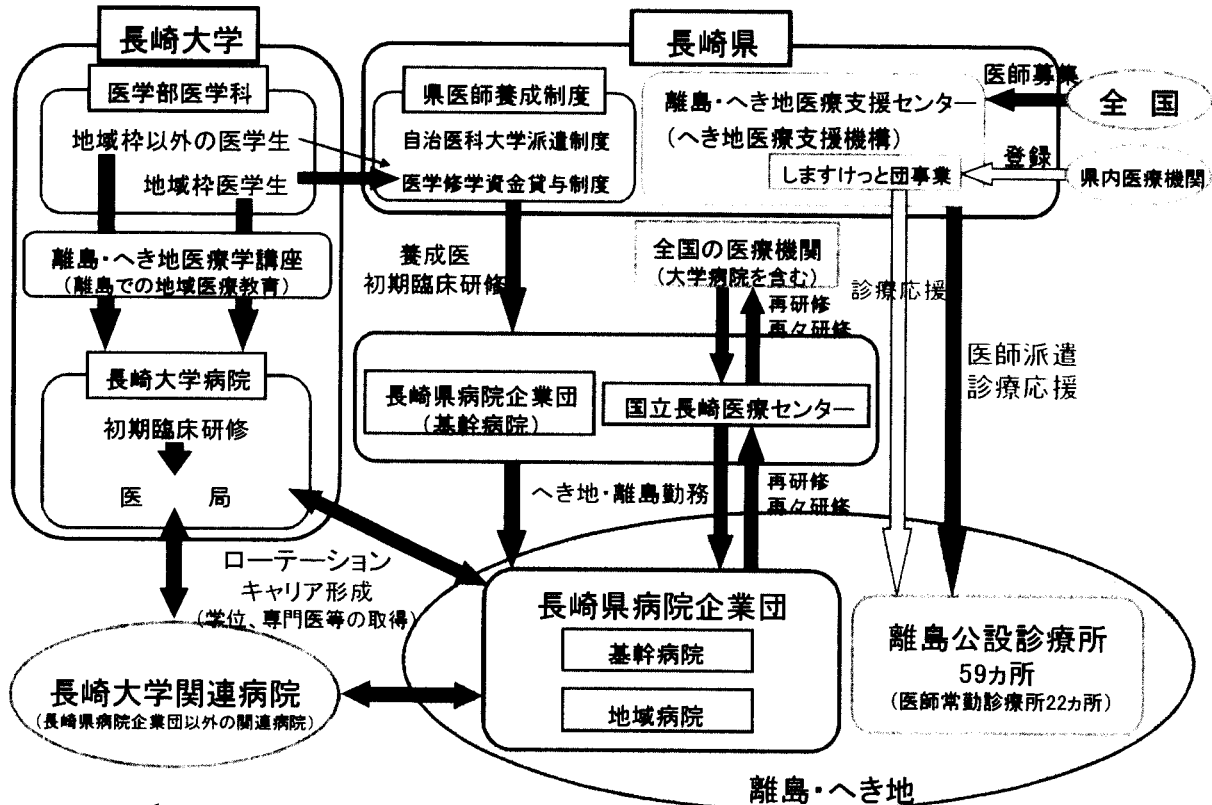 長崎大学
医学部医学科
地域枠以外の医学生
地域枠医学生
離島・へき地医療学講座
（離島での地域医療教育）
長崎大学病院
初期臨床研修
医　局
ローテーション
キャリア形成
（学位、専門医等の取得）
長崎大学関連病院
（長崎県病院企業団以外の関連病院）
長崎県
県医師養成制度
自治医科大学派遣制度
医学修学資金貸与制度
離島・へき地医療支援センター
（へき地医療支援機構）
しますけっと団事業
医師募集
全　国
登録
県内医療機関
養成医
初期臨床研修
全国の医療機関
（大学病院を含む）
再研修
再々研修
診療応援
医師派遣
診療応援
長崎県病院企業団
（基幹病院）
国立長崎医療センター
へき地・離島勤務
再研修
再々研修
長崎県病院企業団
基幹病院
地域病院
離島公設診療所
59ヵ所
（医師常勤診療所22ヵ所）
離島・へき地